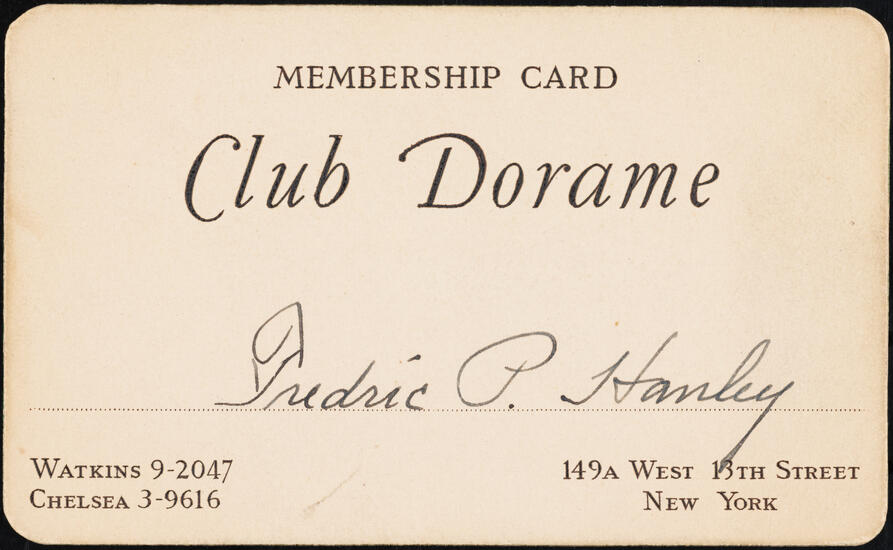 MEMBERSHIP CARD
Club Dorame
Fredric P. Hanley
WATKINS 9-2047
CHELSEA 3-9616
149A WEST 13TH STREET
NEW YORK